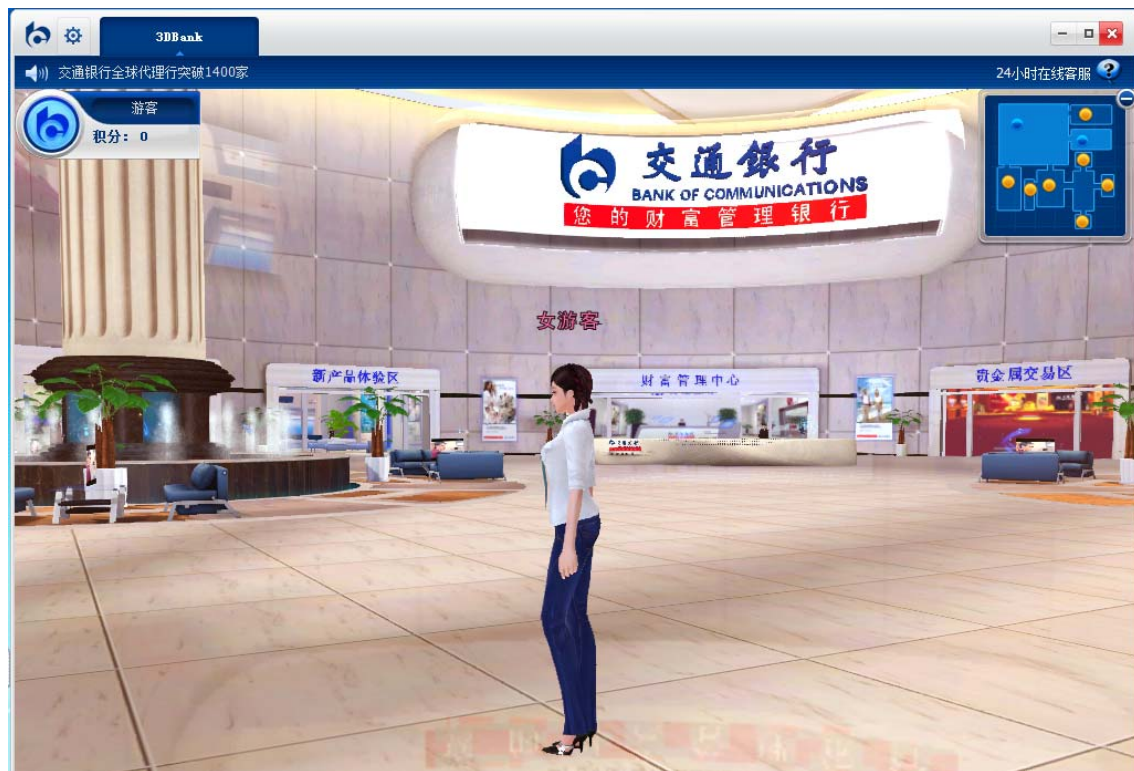 3DBank
交通银行全球代理行突破1400家
24小时在线客服
游客
积分: 0
交通銀行
BANK OF COMMUNICATIONS
您的财富管理银行
女游客
新产品体验区
财富管理中心
贵金属交易区